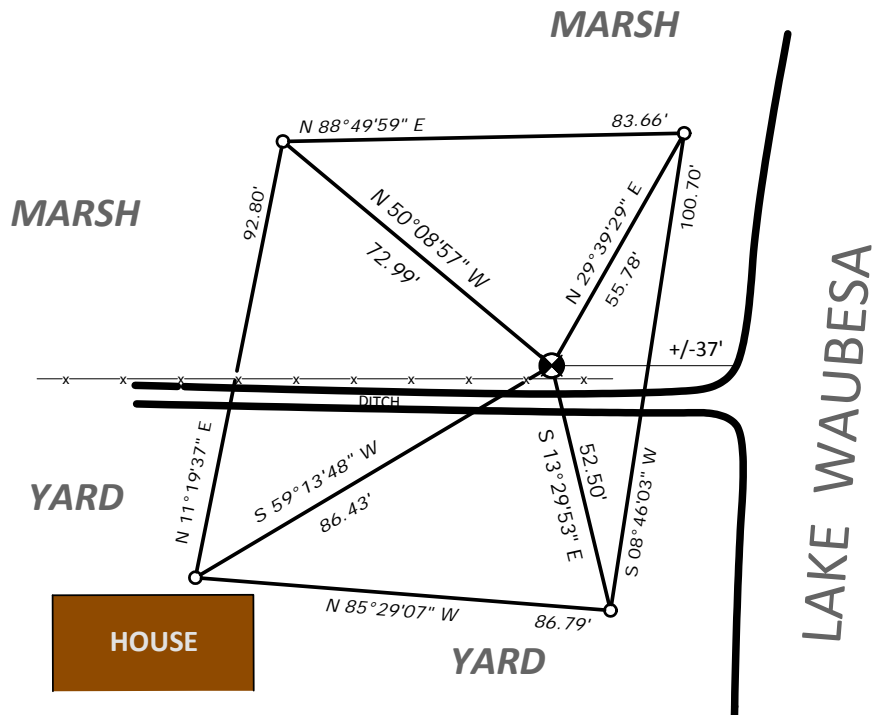 MARSH
N 88°49'59" E
83.66'
MARSH
92.80'
N 50°08'57" W
72.99'
N 29°39'29" E
55.78'
100.70'
+/-37'
LAKE WAUBESA
x x x x x x x x x x
DITCH
YARD
N 11°19'37" E
S 59°13'48" W
86.43'
S 13°29'53" E
52.50'
S 08°46'03" W
N 85°29'07" W
86.79'
HOUSE
YARD